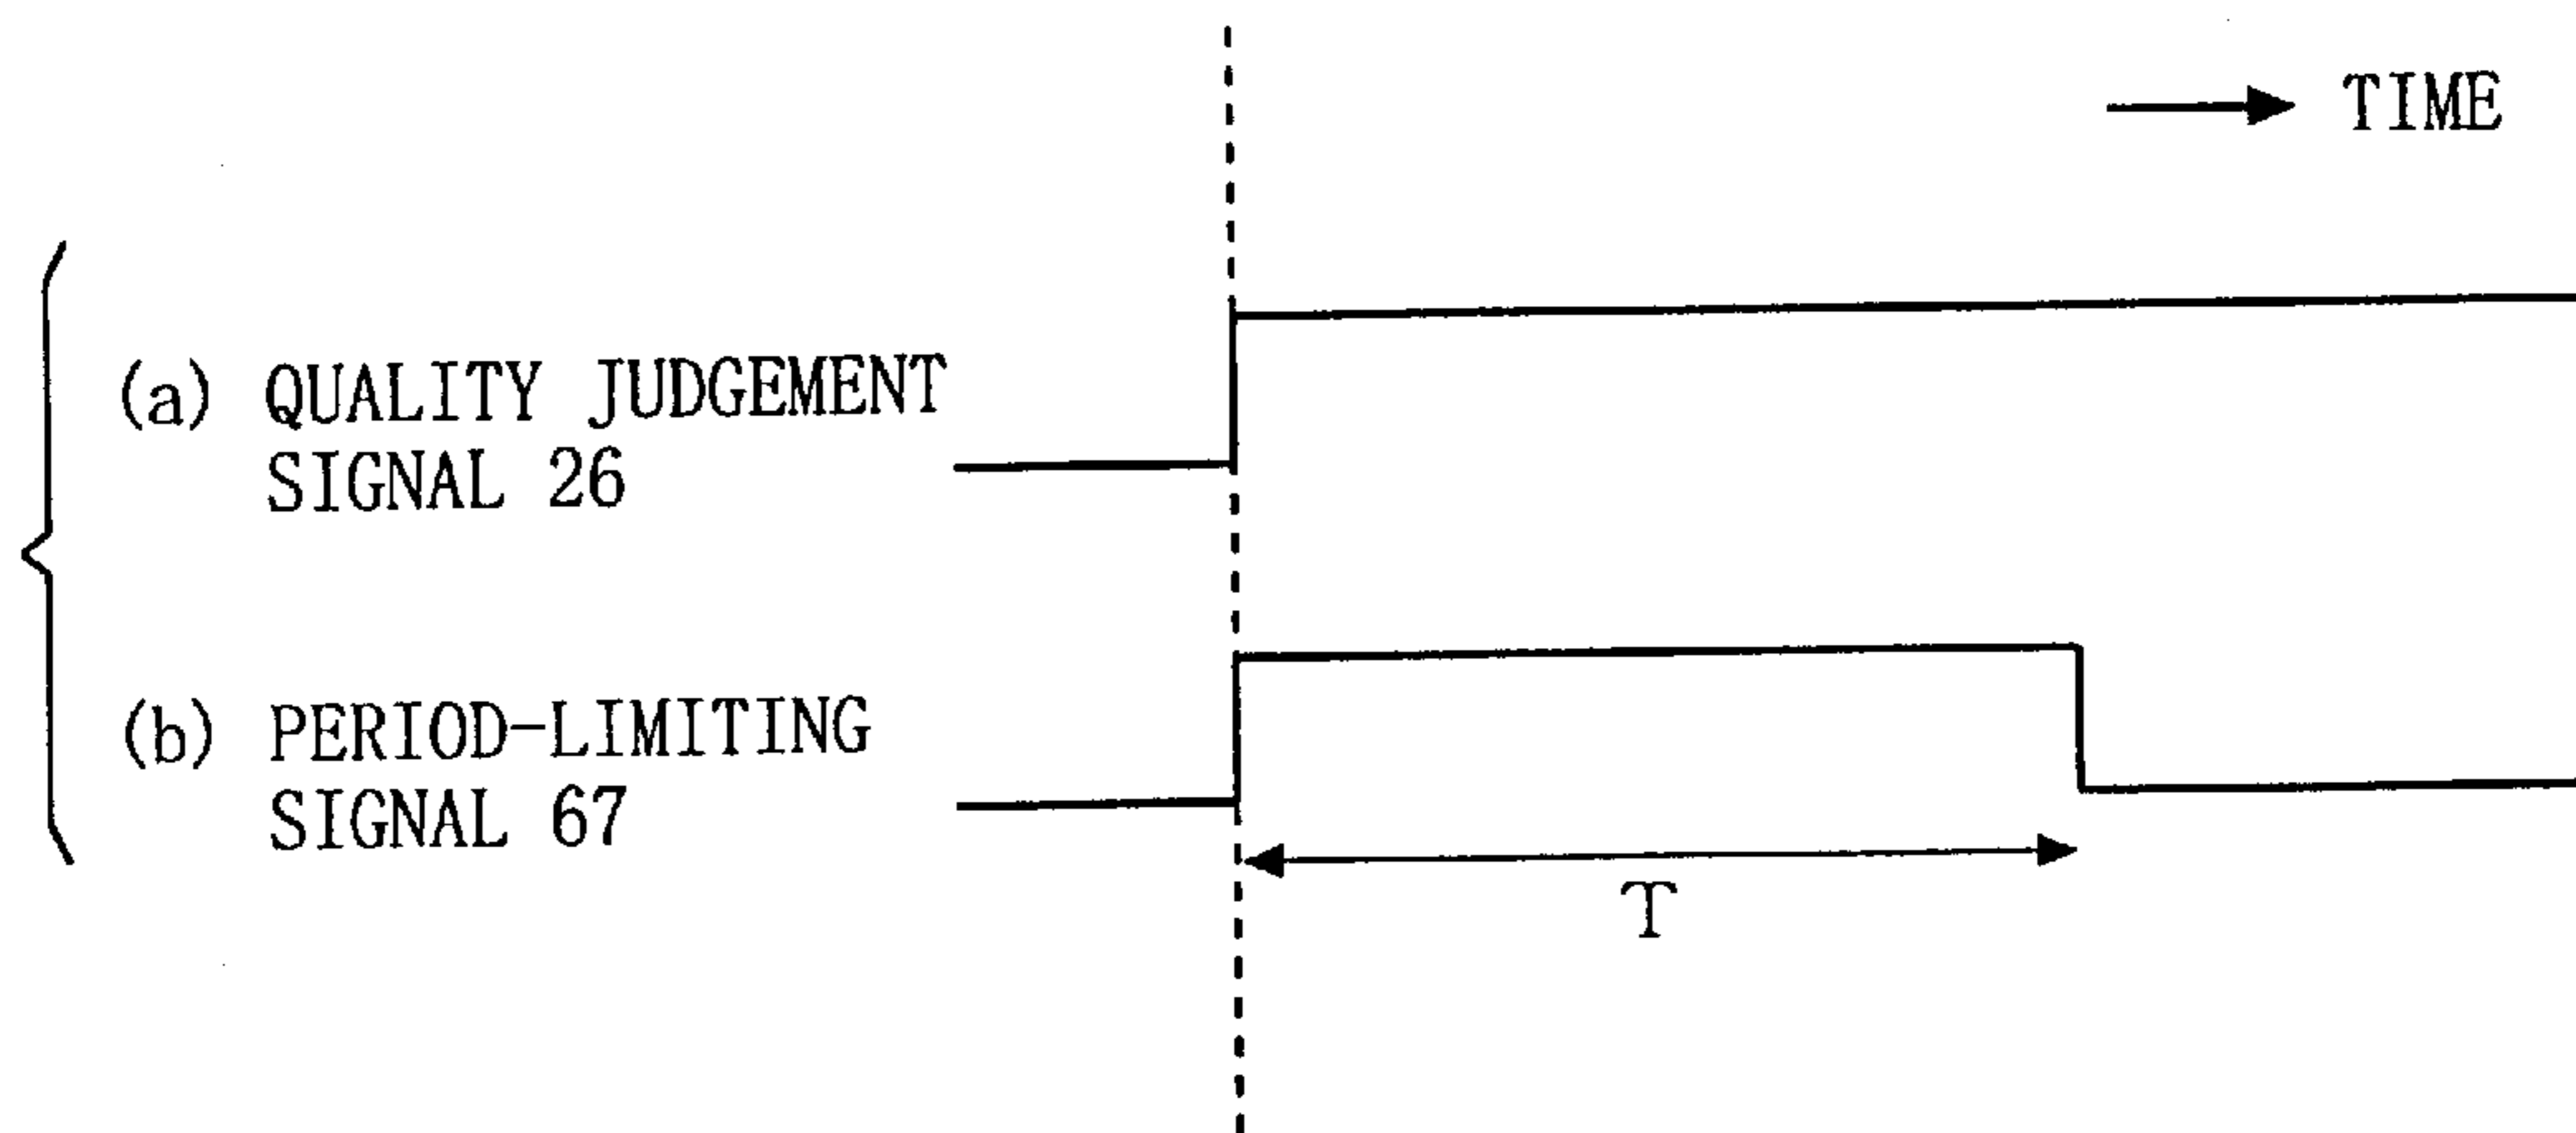 TIME
(a) QUALITY JUDGEMENT
SIGNAL 26
(b) PERIOD-LIMITING
SIGNAL 67
T